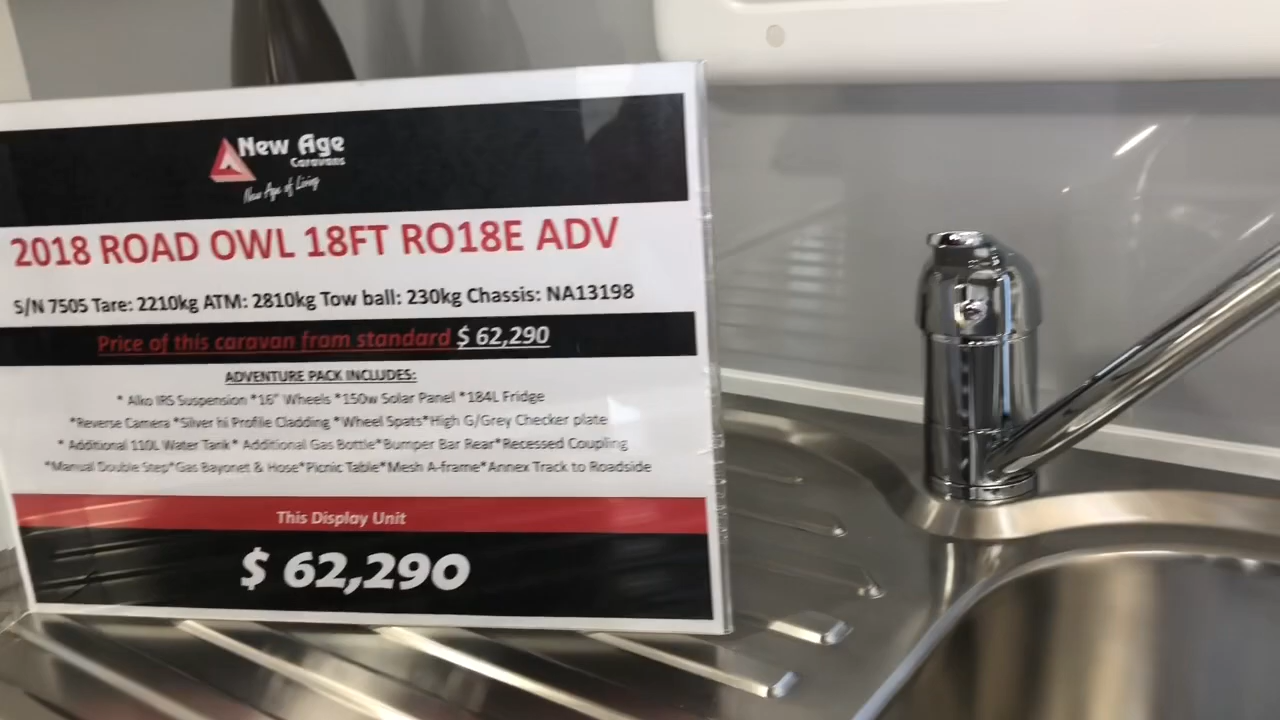 New Age
Caravans
New Age of Living
2018 ROAD OWL 18FT RO18E ADV
S/N 7505 Tare: 2210kg ATM: 2810kg Tow ball: 230kg Chassis: NA13198
Price of this caravan from standard $ 62,290
ADVENTURE PACK INCLUDES:
* Alko IRS Suspension *16" Wheels *150w Solar Panel *184L Fridge
*Reverse Camera *Silver hi Profile Cladding *Wheel Spats*High G/Grey Checker plate
* Additional 110L Water Tank* Additional Gas Bottle*Bumper Bar Rear*Recessed Coupling
*Manual Double Step*Gas Bayonet & Hose*Picnic Table*Mesh A-frame*Annex Track to Roadside
This Display Unit
$ 62,290